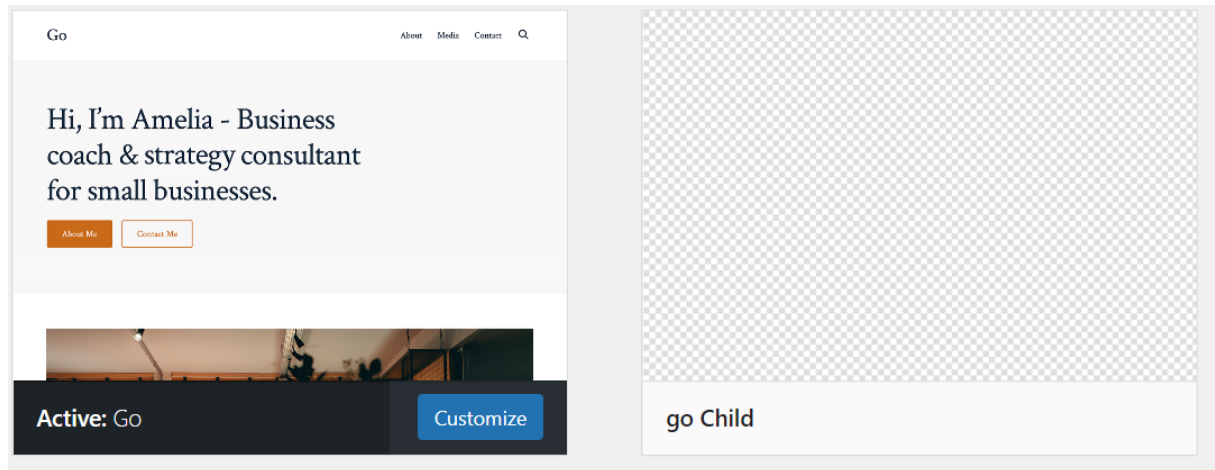 Go
About Media Contact
Hi, I'm Amelia - Business
coach & strategy consultant
for small businesses.
About Me Contact Me
Active: Go Customize
go Child